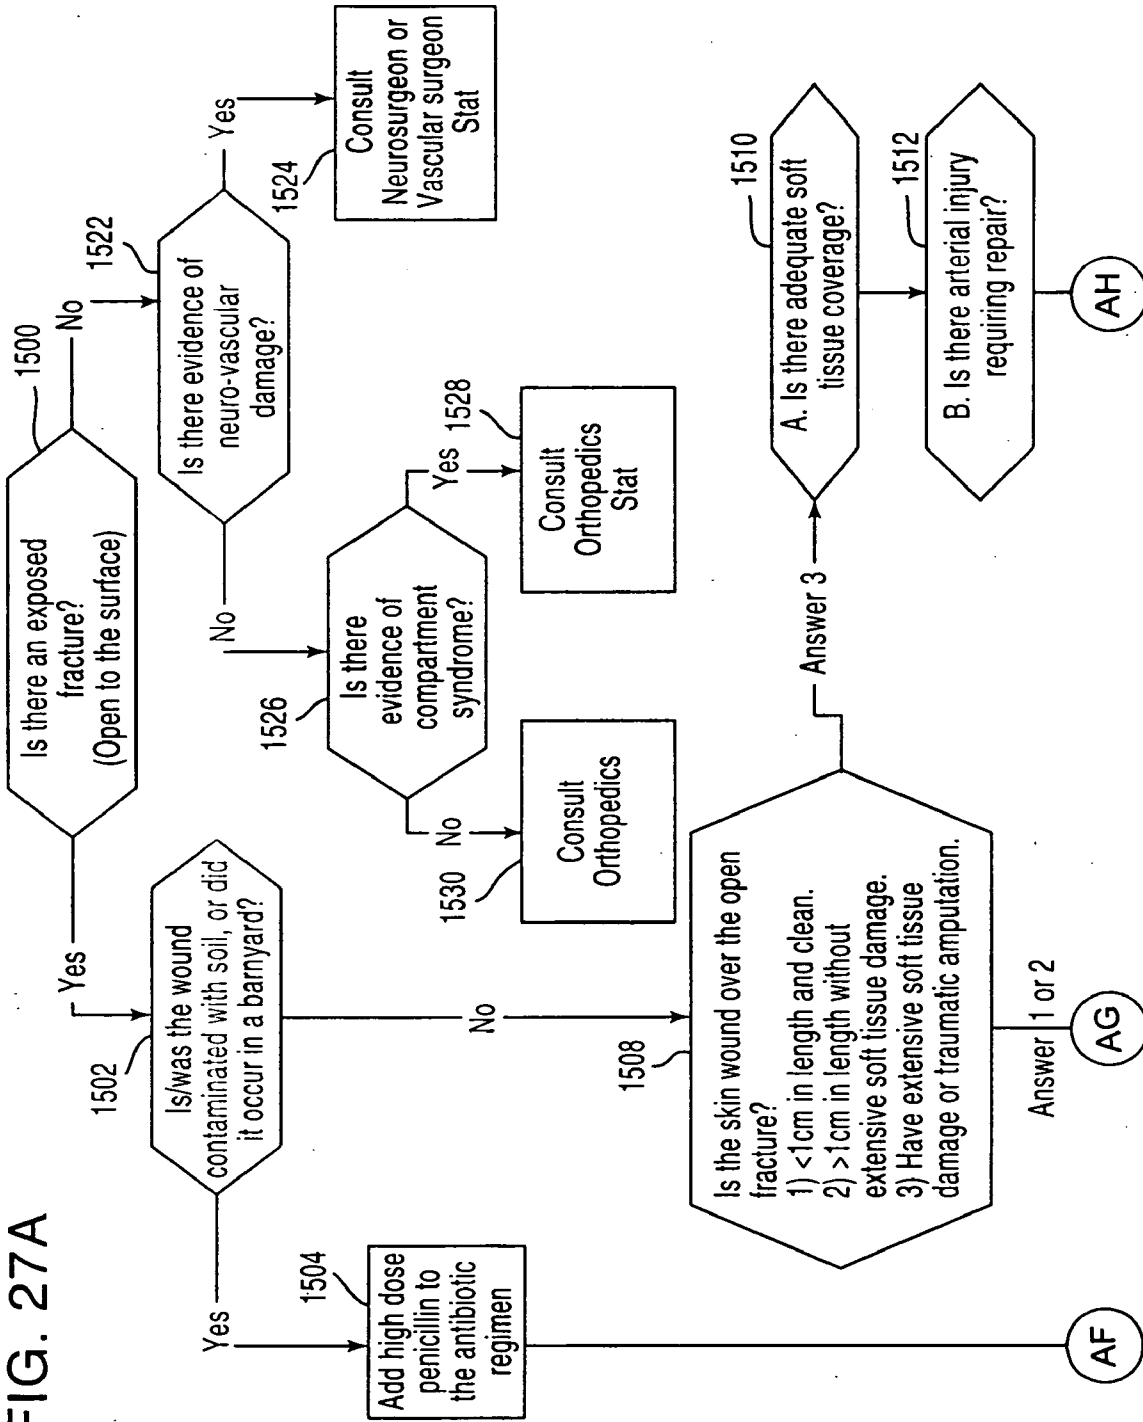 FIG. 27A
1500
Is there an exposed
fracture?
(Open to the surface)
Yes
No
1502
Is/was the wound
contaminated with soil, or did
it occur in a barnyard?
1522
Is there evidence of
neuro-vascular
damage?
Yes
No
No
Yes
1504
Add high dose
penicillin to
the antibiotic
regimen
1526
Is there
evidence of
compartment
syndrome?
1524
Consult
Neurosurgeon or
Vascular surgeon
Stat
No
Yes
1530
Consult
Orthopedics
1528
Consult
Orthopedics
Stat
1508
Is the skin wound over the open
fracture?
1) <1cm in length and clean.
2) >1cm in length without
extensive soft tissue damage.
3) Have extensive soft tissue
damage or traumatic amputation.
Answer 3
1510
A. Is there adequate soft
tissue coverage?
1512
B. Is there arterial injury
requiring repair?
Answer 1 or 2
AF
AG
AH